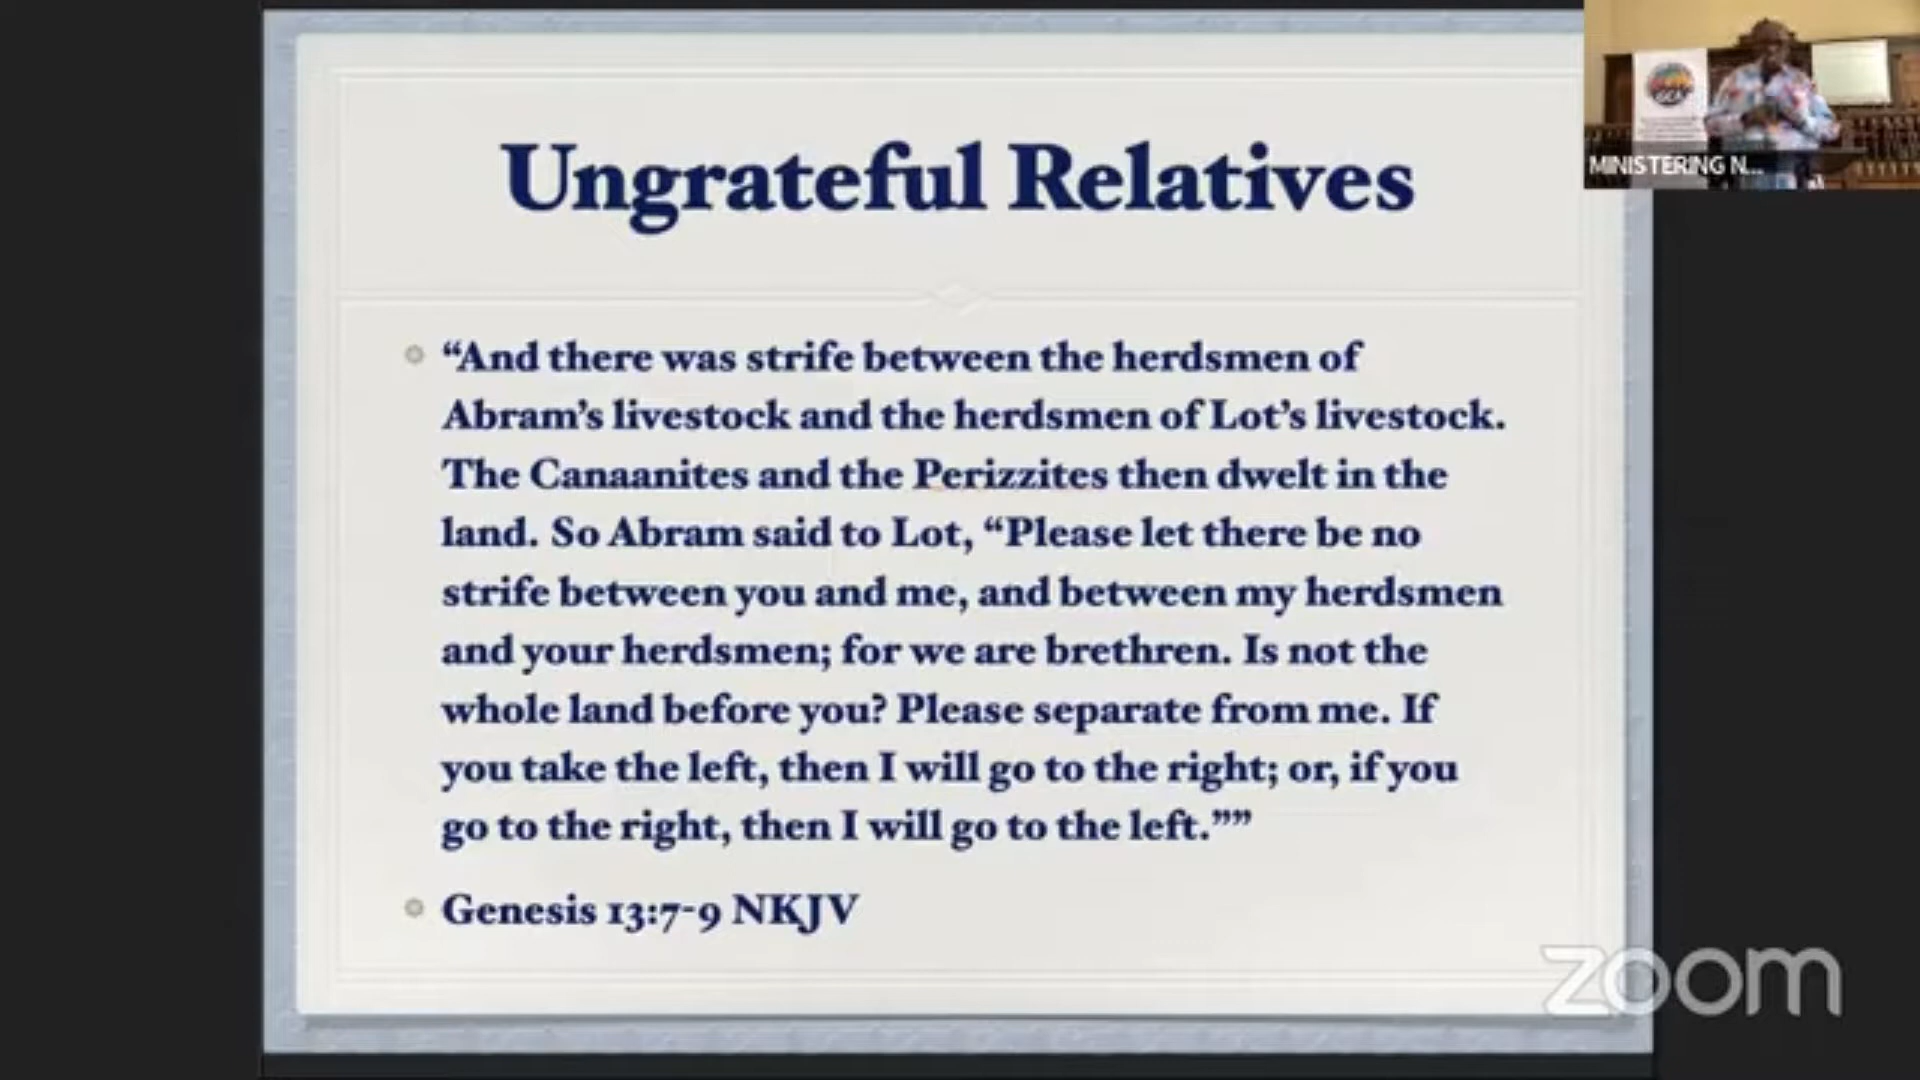 Ungrateful Relatives
MINISTERING N...
“And there was strife between the herdsmen of
Abram’s livestock and the herdsmen of Lot’s livestock.
The Canaanites and the Perizzites then dwelt in the
land. So Abram said to Lot, “Please let there be no
strife between you and me, and between my herdsmen
and your herdsmen; for we are brethren. Is not the
whole land before you? Please separate from me. If
you take the left, then I will go to the right; or, if you
go to the right, then I will go to the left.””
Genesis 13:7-9 NKJV
zoom